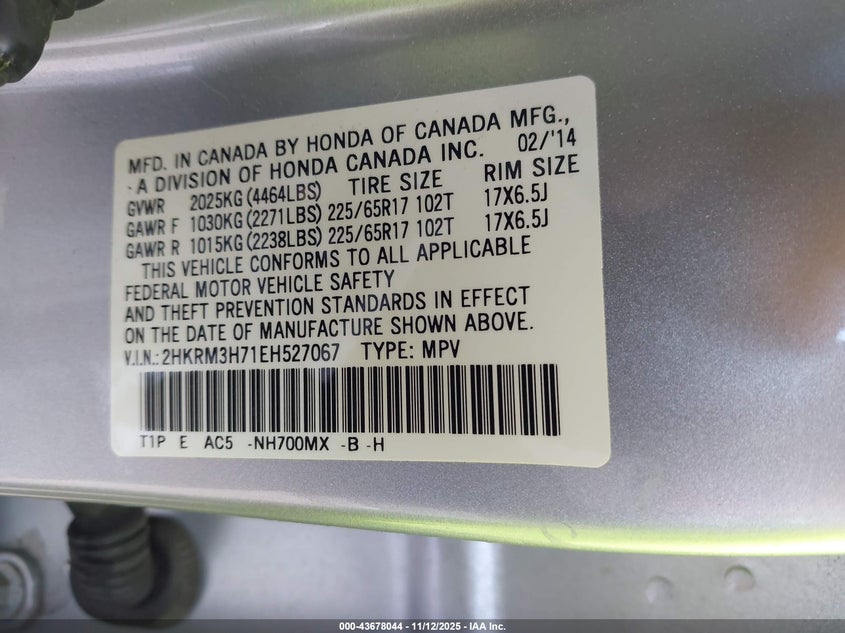 MFD. IN CANADA BY HONDA OF CANADA MFG.,
- A DIVISION OF HONDA CANADA INC. 02/'14
GVWR 2025KG (4464LBS) TIRE SIZE RIM SIZE
GAWR F 1030KG (2271LBS) 225/65R17 102T 17X6.5J
GAWR R 1015KG (2238LBS) 225/65R17 102T 17X6.5J
THIS VEHICLE CONFORMS TO ALL APPLICABLE
FEDERAL MOTOR VEHICLE SAFETY
AND THEFT PREVENTION STANDARDS IN EFFECT
ON THE DATE OF MANUFACTURE SHOWN ABOVE.
V.I.N.: 2HKRM3H71EH527067 TYPE: MPV
T1P E AC5 -NH700MX -B -H
000-43678044 - 11/12/2025 - IAA Inc.